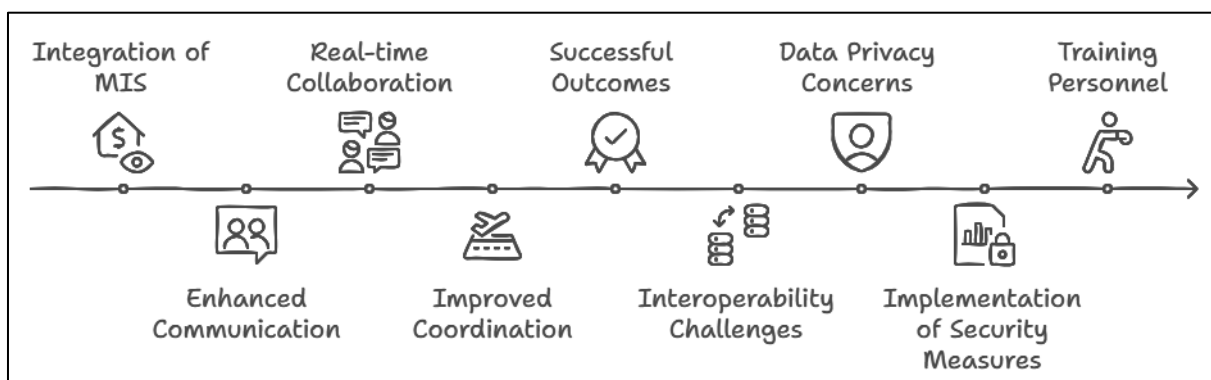 Integration of
MIS
Real-time
Collaboration
Successful
Outcomes
Data Privacy
Concerns
Training
Personnel
$
Enhanced
Communication
Improved
Coordination
Interoperability
Challenges
Implementation
of Security
Measures